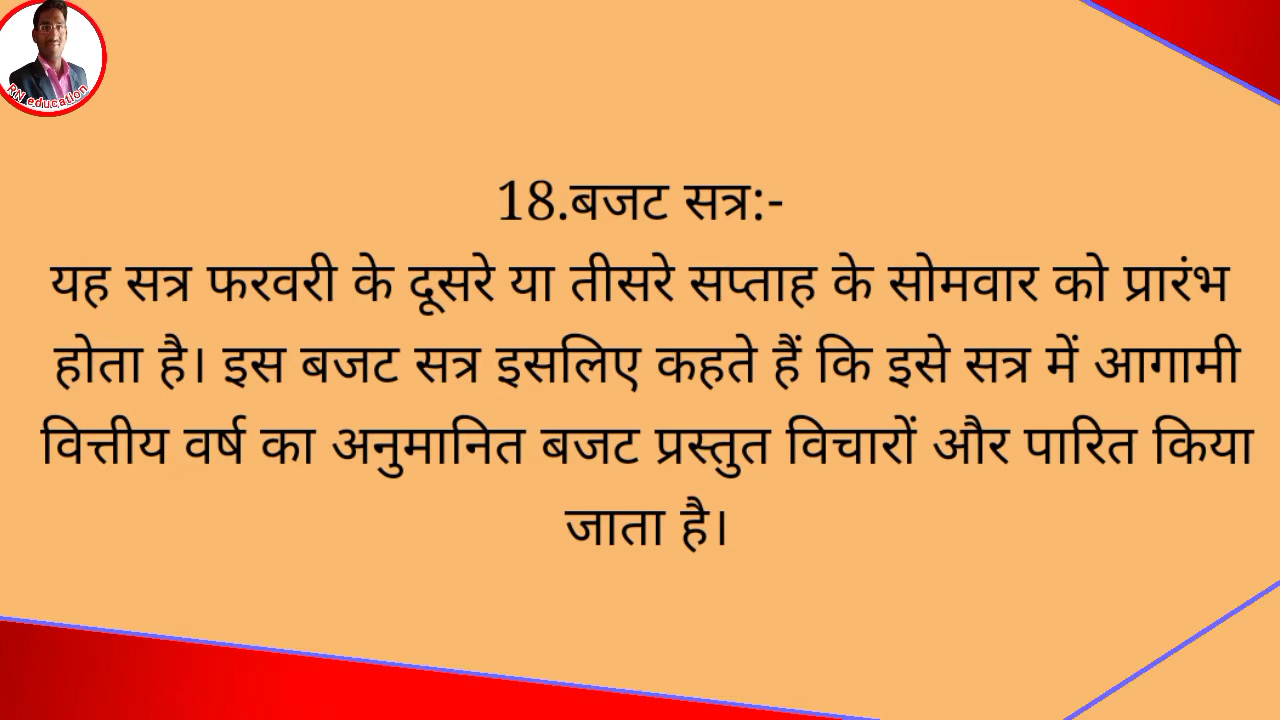 RN education
18.बजट सत्र:-
यह सत्र फरवरी के दूसरे या तीसरे सप्ताह के सोमवार को प्रारंभ
होता है। इस बजट सत्र इसलिए कहते हैं कि इसे सत्र में आगामी
वित्तीय वर्ष का अनुमानित बजट प्रस्तुत विचारों और पारित किया
जाता है।